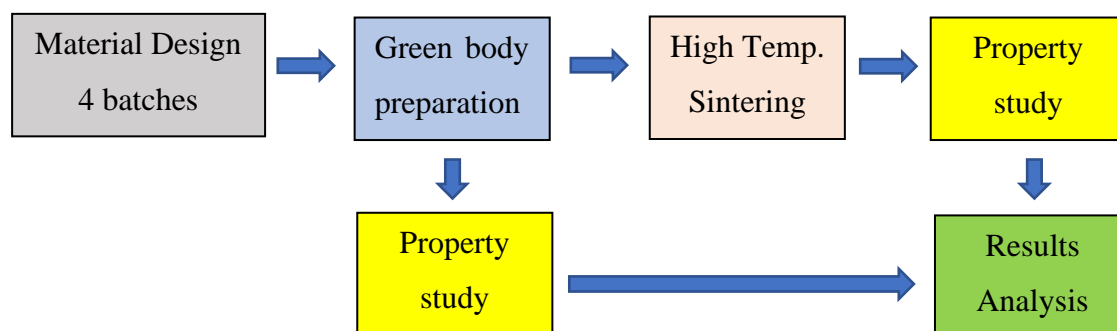 Material Design
4 batches
Green body
preparation
High Temp.
Sintering
Property
study
Property
study
Results
Analysis